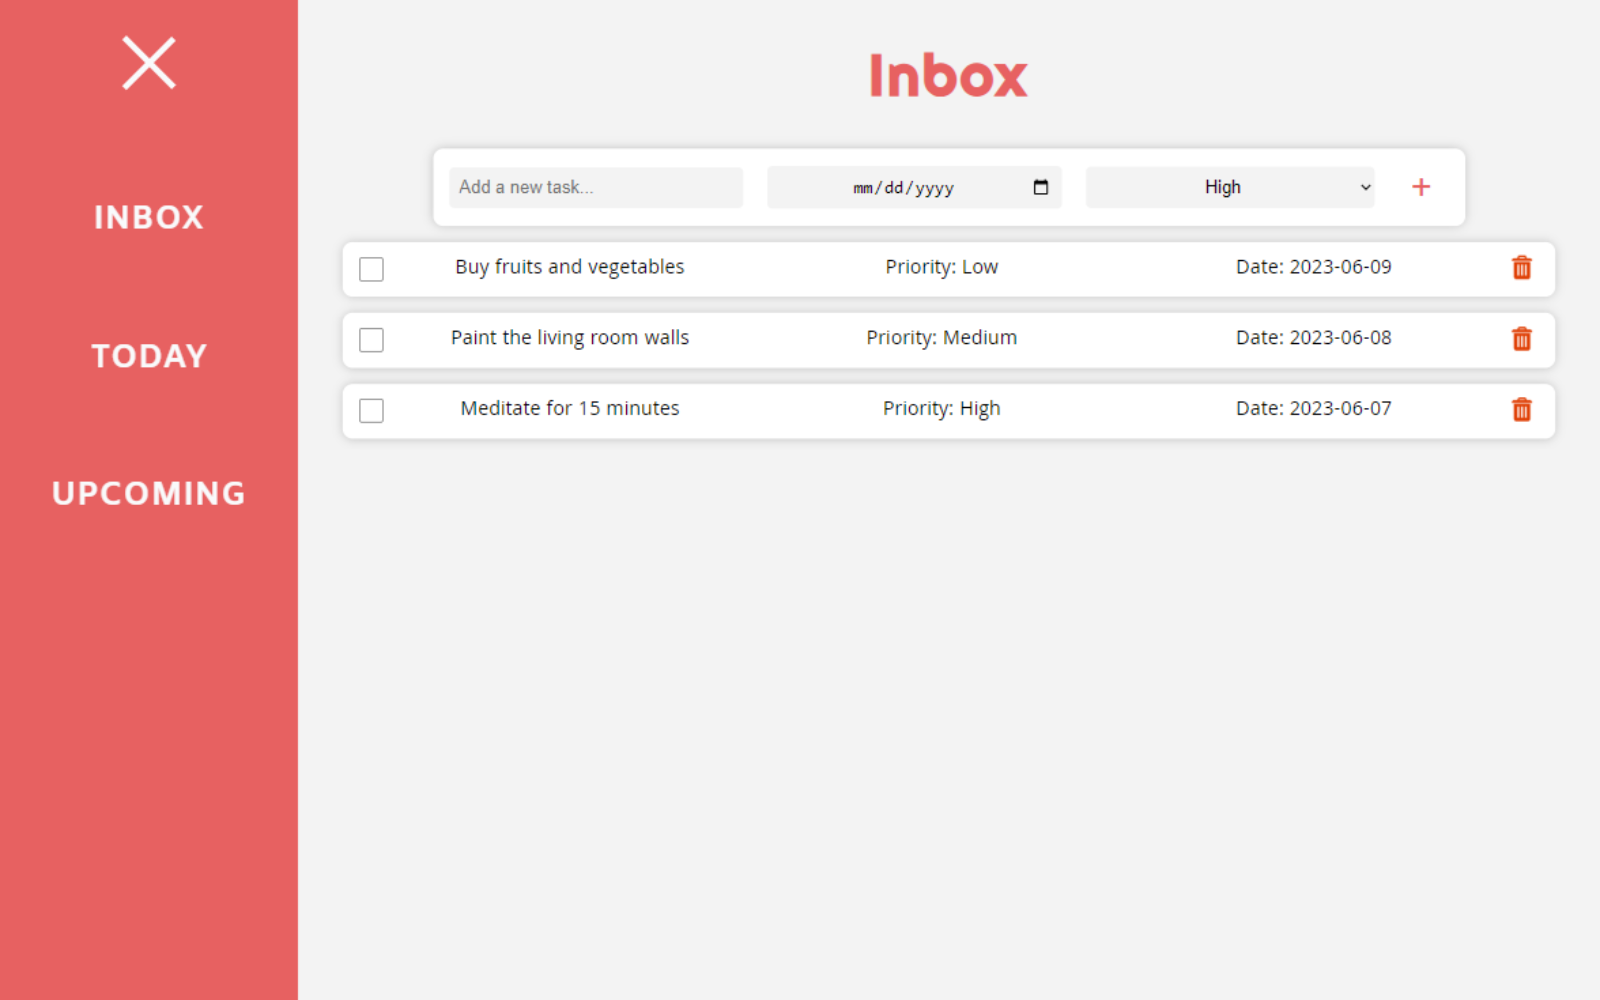 INBOX
TODAY
UPCOMING
Inbox
Add a new task... mm/dd/yyyy High +
Buy fruits and vegetables Priority: Low Date: 2023-06-09
Paint the living room walls Priority: Medium Date: 2023-06-08
Meditate for 15 minutes Priority: High Date: 2023-06-07